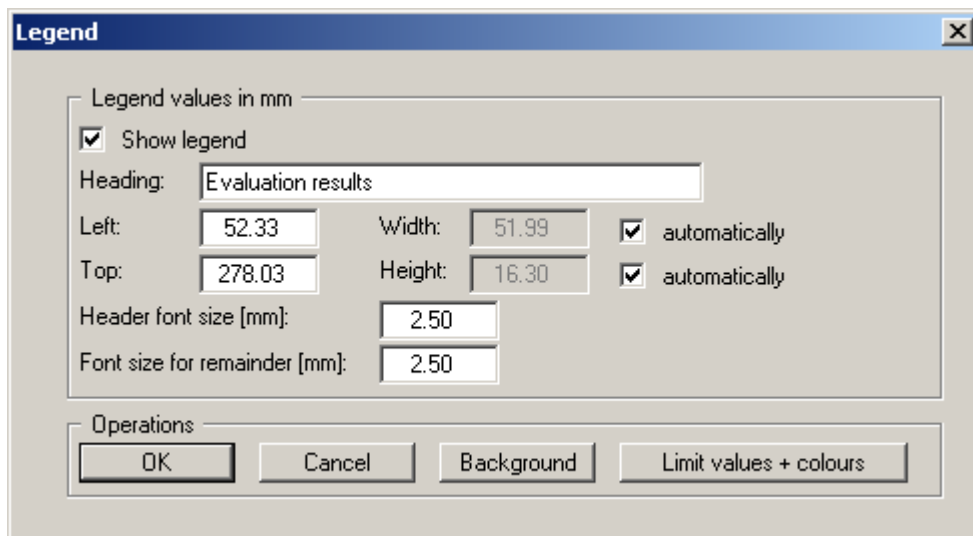 Legend
Legend values in mm
Show legend
Heading: Evaluation results
Left: 52.33 Width: 51.99 automatically
Top: 278.03 Height: 16.30 automatically
Header font size [mm]: 2.50
Font size for remainder [mm]: 2.50
Operations
OK Cancel Background Limit values + colours